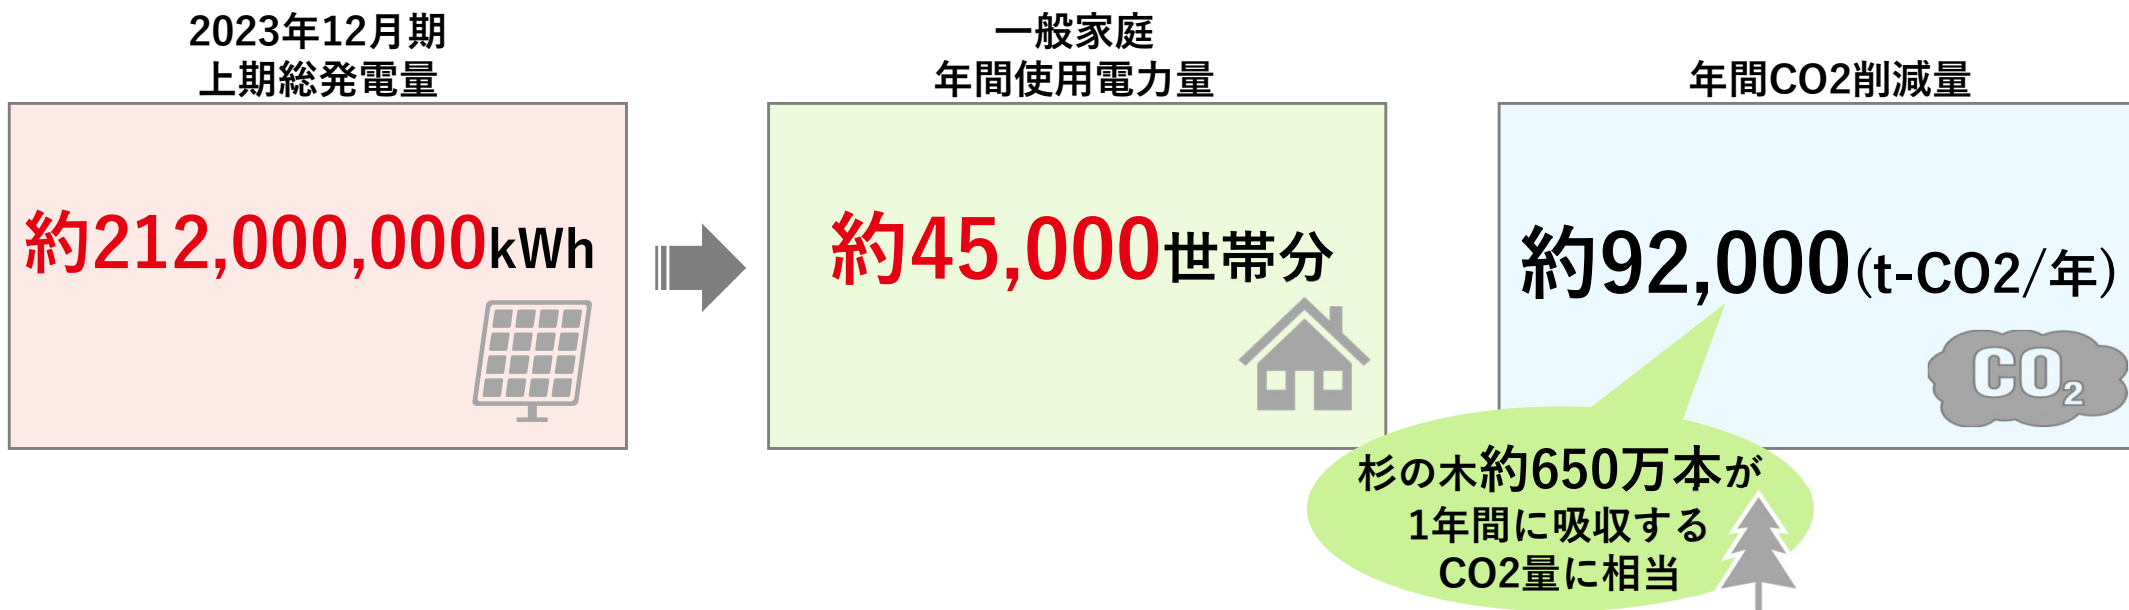 2023年12月期
上期総発電量
約212,000,000kWh
一般家庭
年間使用電力量
約45,000世帯分
年間CO2削減量
約92,000(t-CO2/年)
CO2
杉の木約650万本が
1年間に吸収する
CO2量に相当